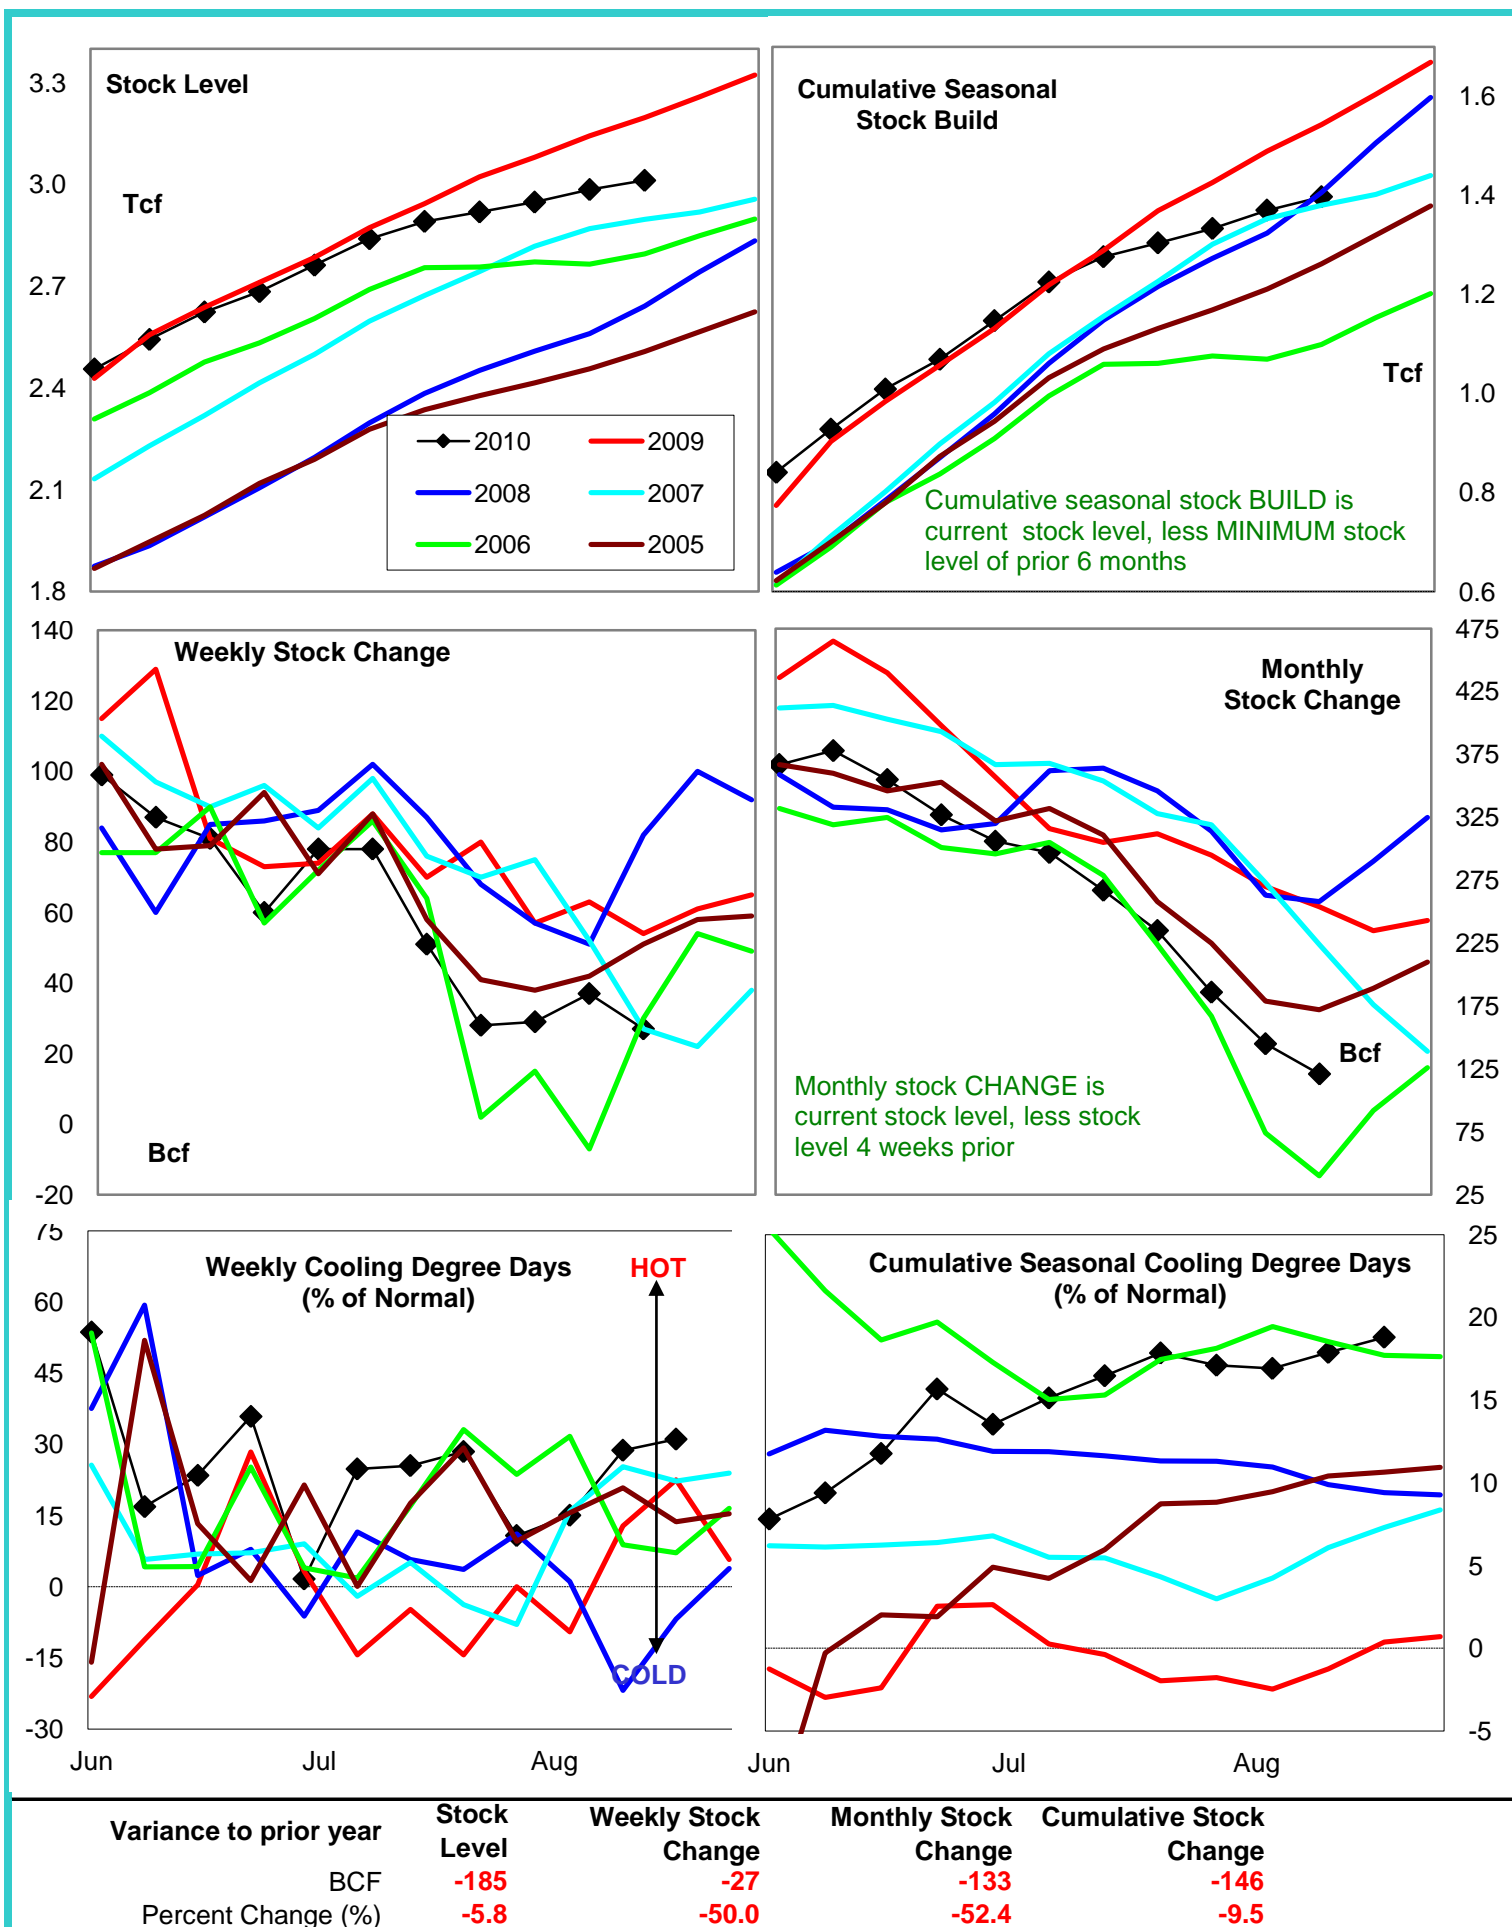 Stock Level
Tcf
3.3
3.0
2.7
2.4
2.1
1.8
2010
2009
2008
2007
2006
2005
Cumulative Seasonal
Stock Build
1.6
1.4
1.2
1.0
0.8
0.6
Tcf
Cumulative seasonal stock BUILD is
current stock level, less MINIMUM stock
level of prior 6 months
Weekly Stock Change
140
120
100
80
60
40
20
0
-20
Bcf
Monthly
Stock Change
475
425
375
325
275
225
175
125
75
25
Bcf
Monthly stock CHANGE is
current stock level, less stock
level 4 weeks prior
Weekly Cooling Degree Days
(% of Normal)
HOT
COLD
75
60
45
30
15
0
-15
-30
Jun
Jul
Aug
Cumulative Seasonal Cooling Degree Days
(% of Normal)
25
20
15
10
5
0
-5
Jun
Jul
Aug
Variance to prior year
Stock
Level
Weekly Stock
Change
Monthly Stock
Change
Cumulative Stock
Change
BCF -185 -27 -133 -146
Percent Change (%) -5.8 -50.0 -52.4 -9.5